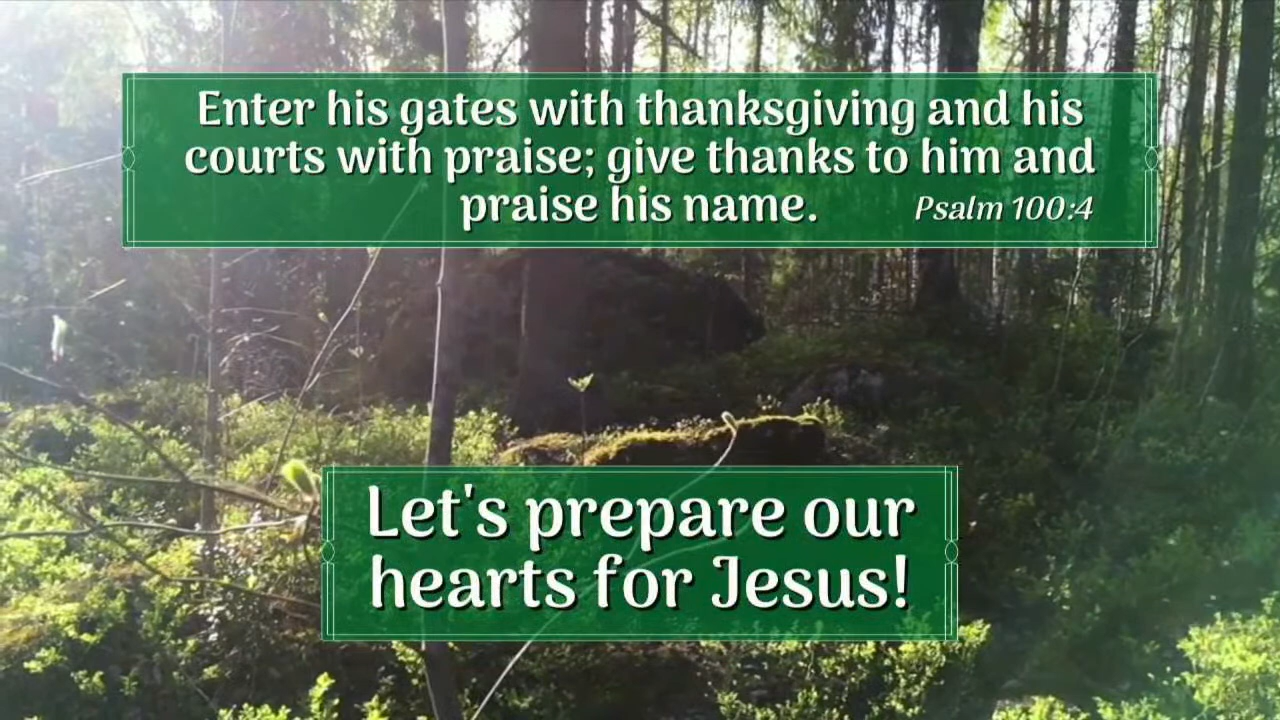 Enter his gates with thanksgiving and his
courts with praise; give thanks to him and
praise his name. Psalm 100:4
Let's prepare our
hearts for Jesus!